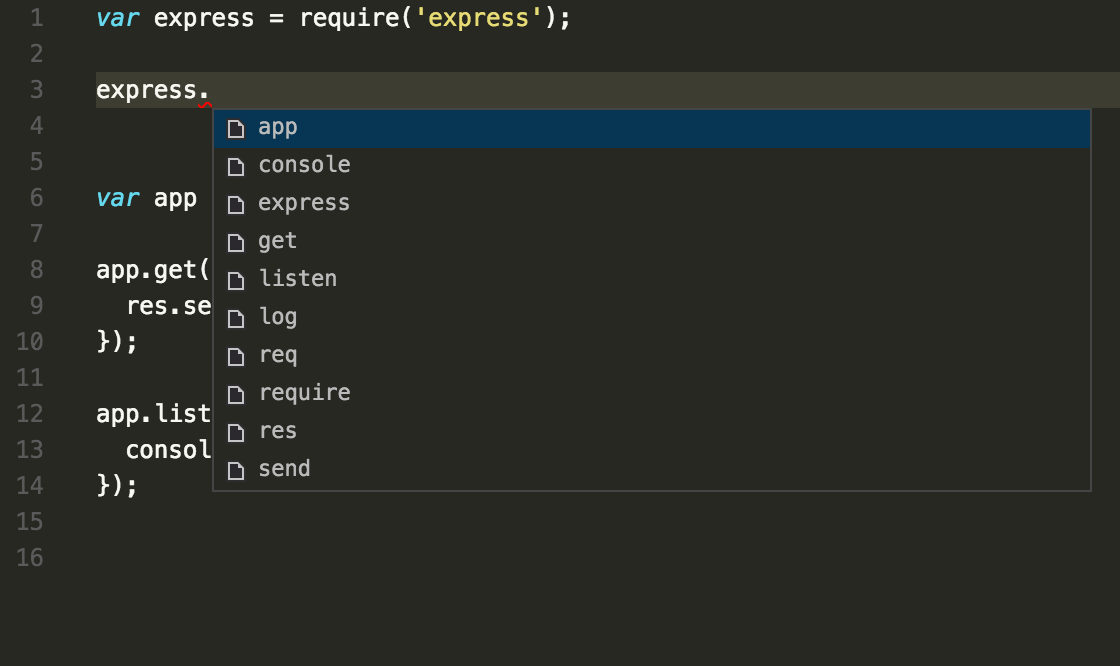 1 var express = require('express');
2
3 express.
app
4
console
5
express
6 var app
get
7
listen
8 app.get(
log
9 res.se
req
10 });
require
11
res
12 app.list
send
13 consol
14 });
15
16